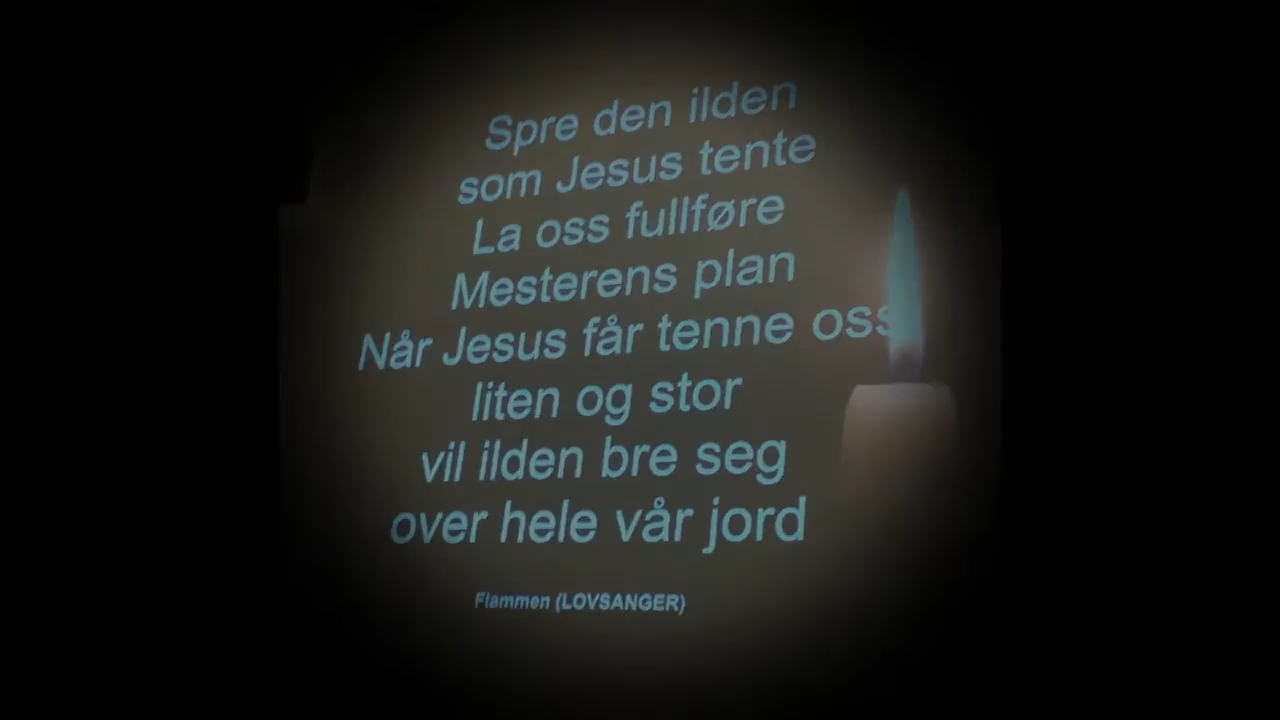 Spre den ilden
som Jesus tente
La oss fullføre
Mesterens plan
Når Jesus får tenne oss
liten og stor
vil ilden bre seg
over hele vår jord
Flammen (LOVSANGER)